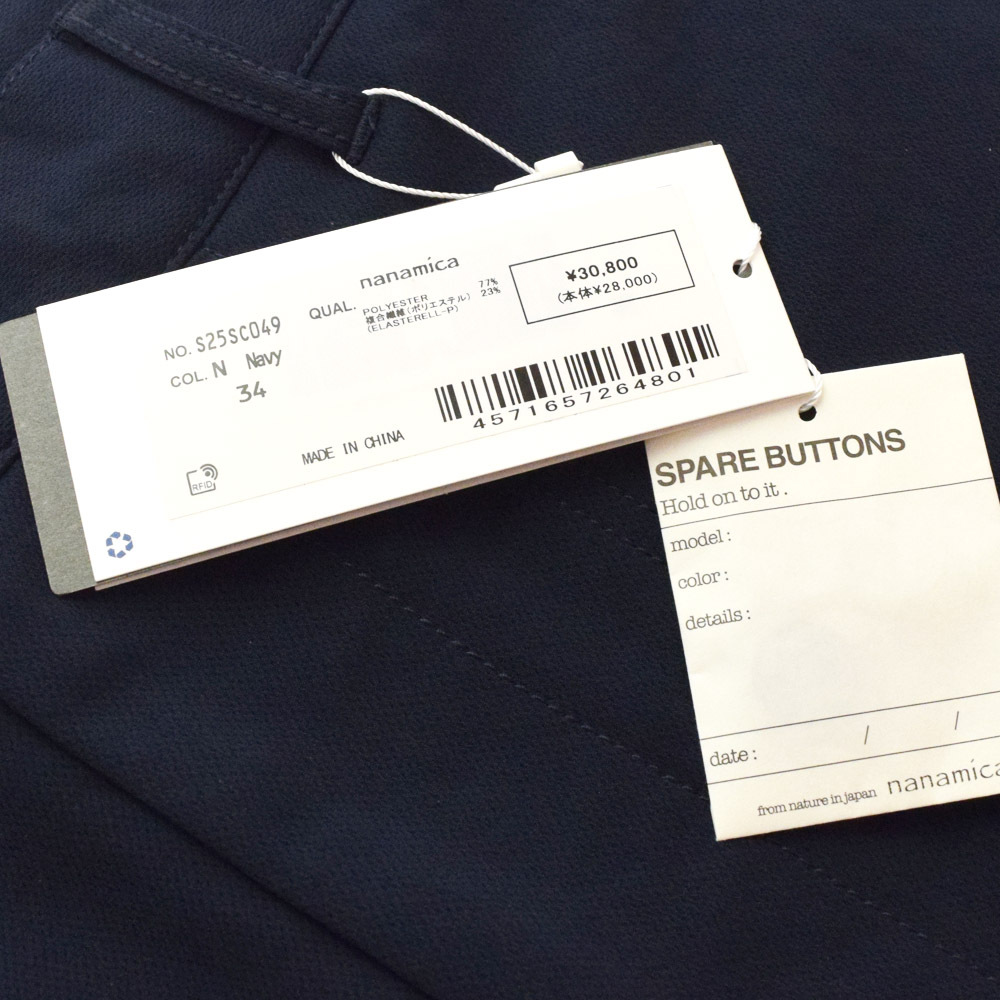 nanamica
NO. S25SC049
COL. N Navy
34
QUAL. POLYESTER 77%
複合繊維(ポリエステル) 23%
(ELASTERELL-P)
¥30,800
(本体¥28,000)
4571657264801
MADE IN CHINA
RFID
SPARE BUTTONS
Hold on to it.
model:
color:
details:
date: / /
from nature in japan nanamica